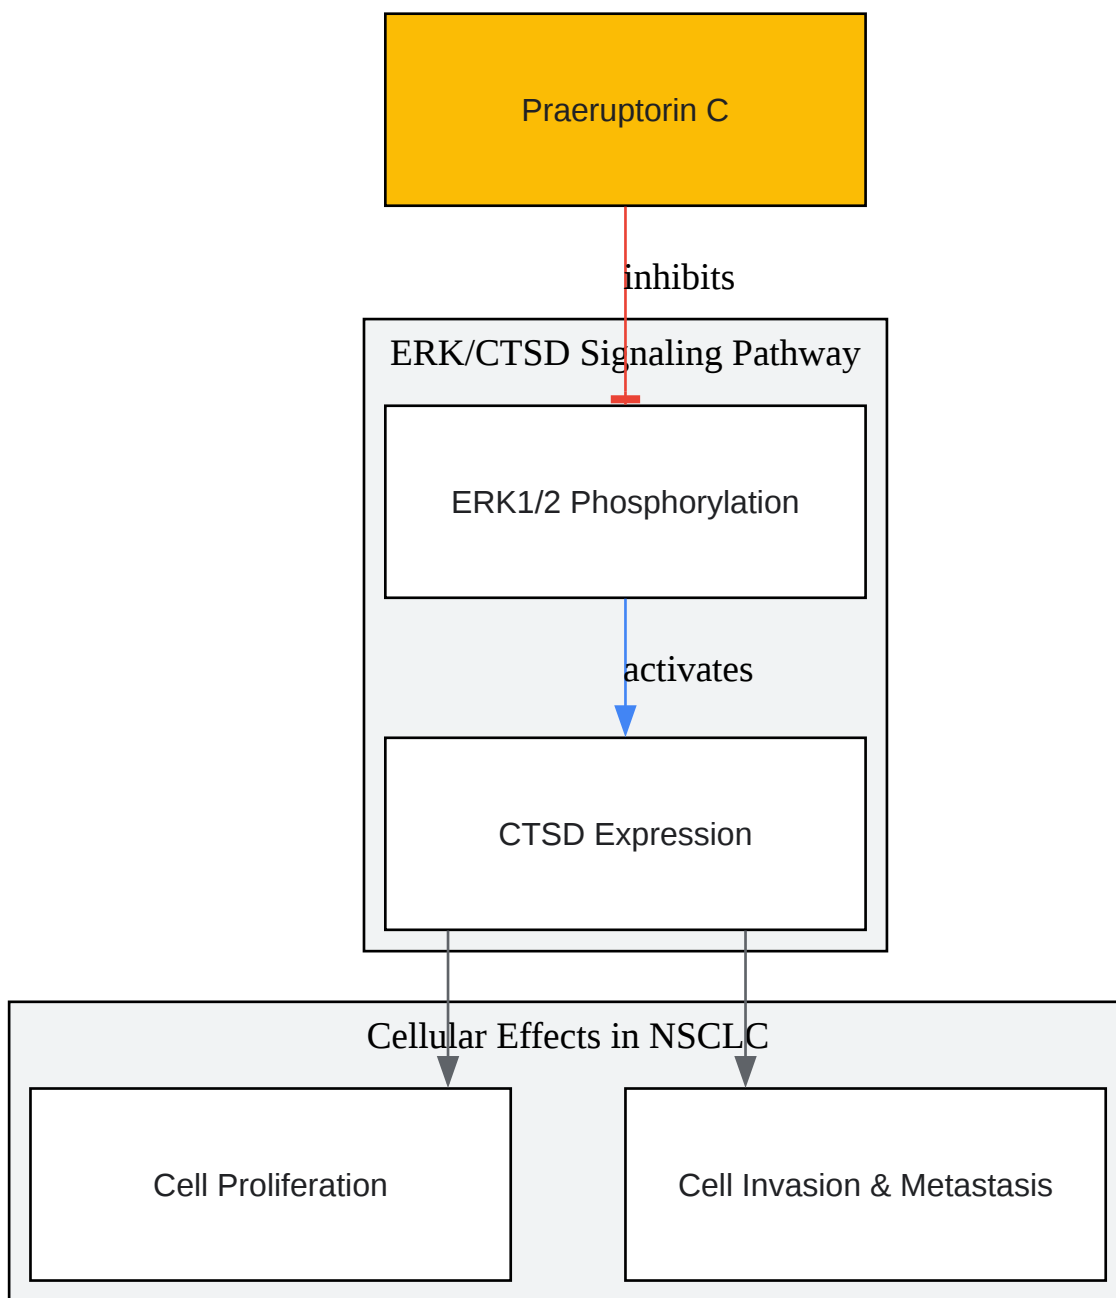 Praeruptorin C
inhibits
ERK/CTSD Signaling Pathway
ERK1/2 Phosphorylation
activates
CTSD Expression
Cellular Effects in NSCLC
Cell Proliferation
Cell Invasion & Metastasis